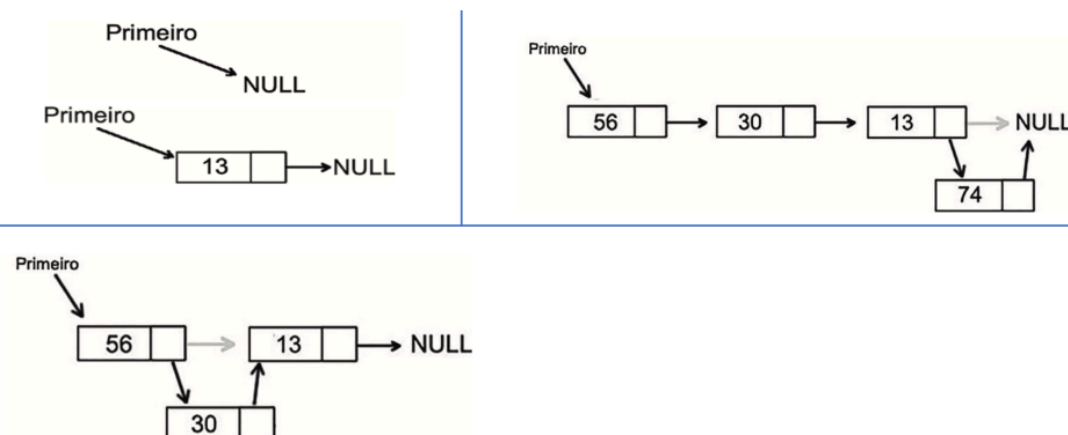 Primeiro
NULL
Primeiro
13 NULL
Primeiro
56 30 13 NULL
74
Primeiro
56 13 NULL
30